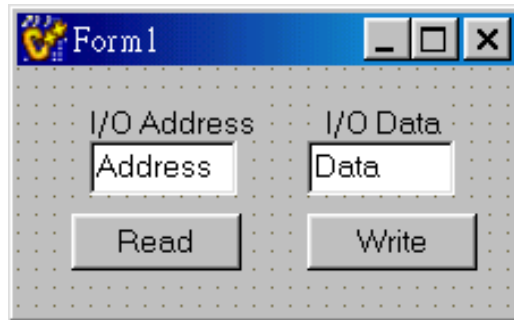 Form1
I/O Address I/O Data
Address Data
Read Write